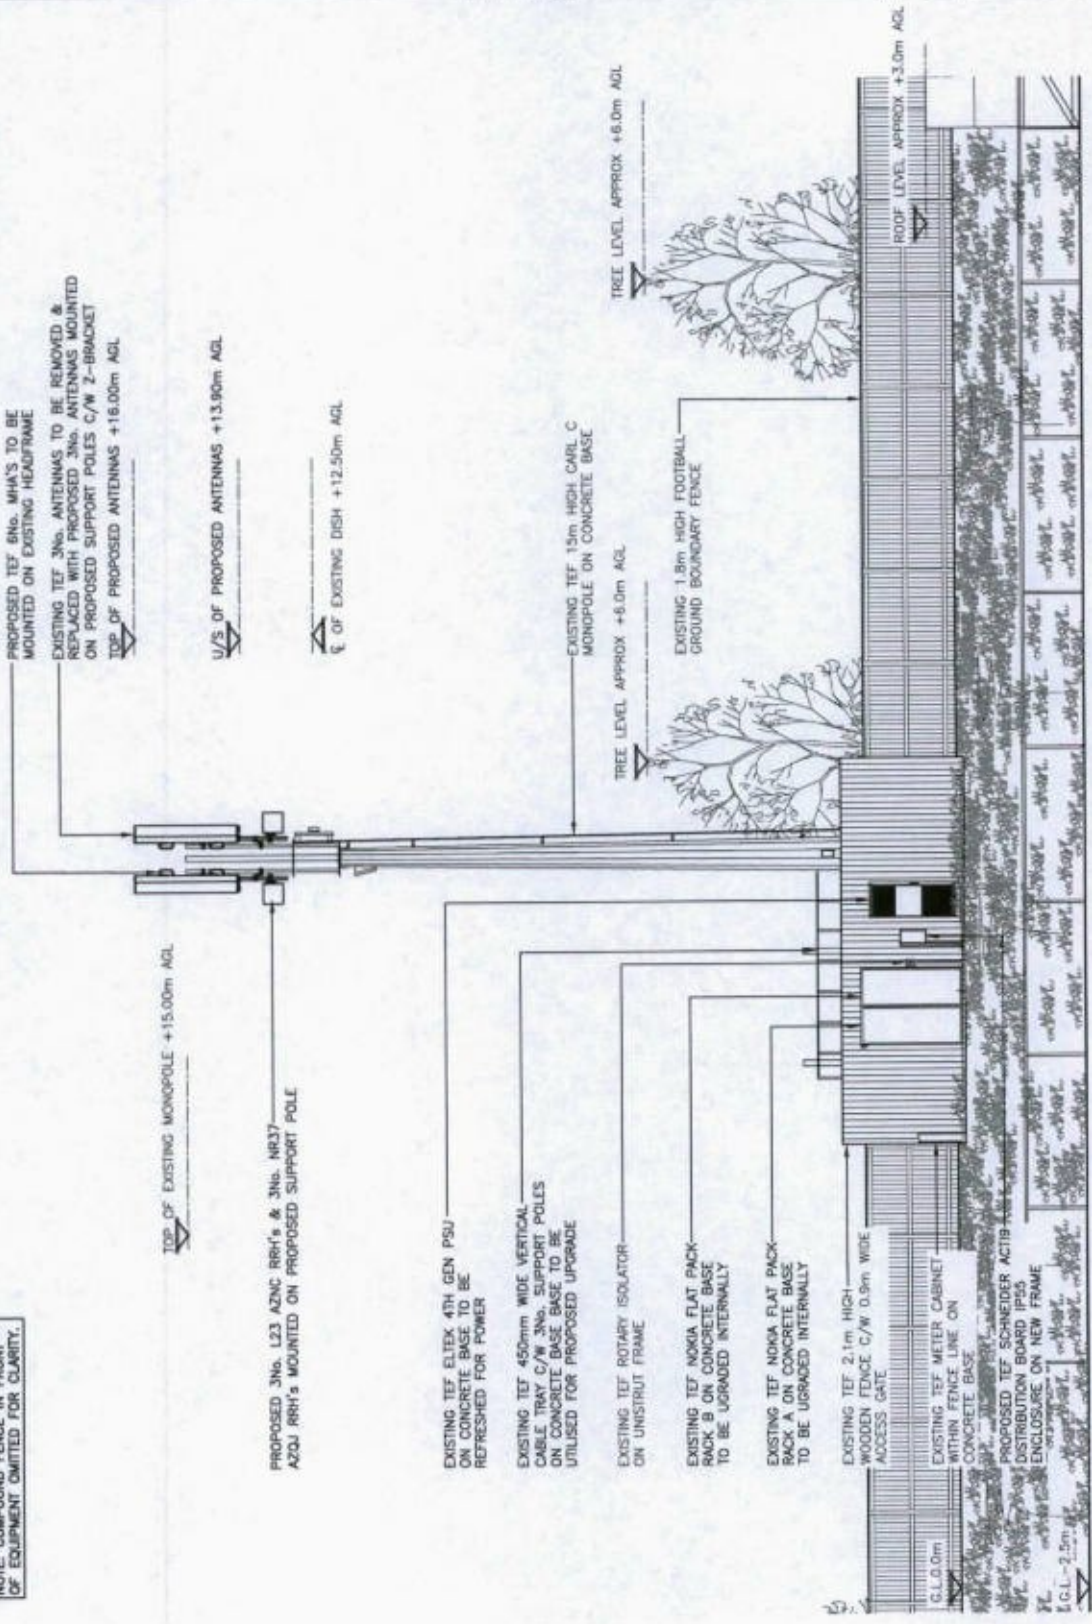 NOTE: COMPOUND FENCE IN FRONT
OF EQUIPMENT OMITTED FOR CLARITY.
PROPOSED TEF 6No. MHA'S TO BE
MOUNTED ON EXISTING HEADFRAME
EXISTING TEF 3No. ANTENNAS TO BE REMOVED &
REPLACED WITH PROPOSED 3No. ANTENNAS MOUNTED
ON PROPOSED SUPPORT POLES C/W Z-BRACKET
TOP OF PROPOSED ANTENNAS +16.00m AGL
U/S OF PROPOSED ANTENNAS +13.90m AGL
℄ OF EXISTING DISH +12.50m AGL
TOP OF EXISTING MONOPOLE +15.00m AGL
PROPOSED 3No. L23 AZNC RRH's & 3No. NR37
AZQJ RRH's MOUNTED ON PROPOSED SUPPORT POLE
EXISTING TEF 15m HIGH CARL C
MONOPOLE ON CONCRETE BASE
TREE LEVEL APPROX +6.0m AGL
TREE LEVEL APPROX +6.0m AGL
EXISTING 1.8m HIGH FOOTBALL
GROUND BOUNDARY FENCE
ROOF LEVEL APPROX +3.0m AGL
EXISTING TEF ELTEK 4TH GEN PSU
ON CONCRETE BASE TO BE
REFRESHED FOR POWER
EXISTING TEF 450mm WIDE VERTICAL
CABLE TRAY C/W 3No. SUPPORT POLES
ON CONCRETE BASE BASE TO BE
UTILISED FOR PROPOSED UPGRADE
EXISTING TEF ROTARY ISOLATOR
ON UNISTRUT FRAME
EXISTING TEF NOKIA FLAT PACK
RACK B ON CONCRETE BASE
TO BE UGRADED INTERNALLY
EXISTING TEF NOKIA FLAT PACK
RACK A ON CONCRETE BASE
TO BE UGRADED INTERNALLY
EXISTING TEF 2.1m HIGH
WOODEN FENCE C/W 0.9m WIDE
ACCESS GATE
EXISTING TEF METER CABINET
WITHIN FENCE LINE ON
CONCRETE BASE
PROPOSED TEF SCHNEIDER ACTI9
DISTRIBUTION BOARD IP55
ENCLOSURE ON NEW FRAME
G.L.0.0m
G.L.-2.5m